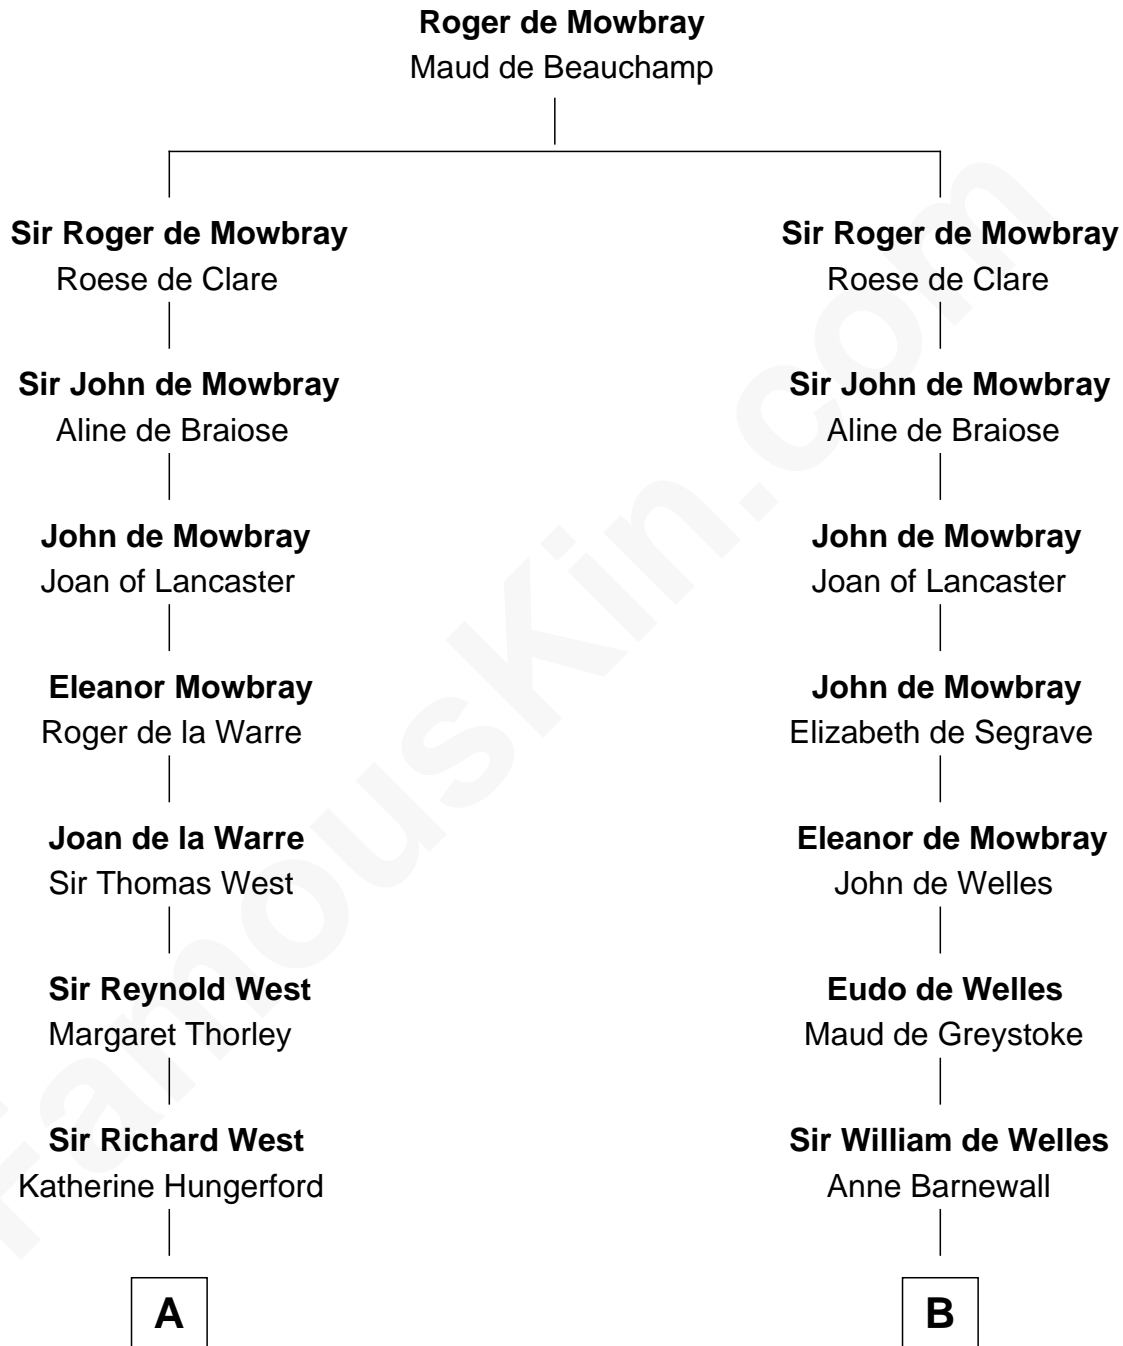 Roger de Mowbray
Maud de Beauchamp
Sir Roger de Mowbray
Roese de Clare
Sir John de Mowbray
Aline de Braiose
John de Mowbray
Joan of Lancaster
Eleanor Mowbray
Roger de la Warre
Joan de la Warre
Sir Thomas West
Sir Reynold West
Margaret Thorley
Sir Richard West
Katherine Hungerford
A
Sir Roger de Mowbray
Roese de Clare
Sir John de Mowbray
Aline de Braiose
John de Mowbray
Joan of Lancaster
John de Mowbray
Elizabeth de Segrave
Eleanor de Mowbray
John de Welles
Eudo de Welles
Maud de Greystoke
Sir William de Welles
Anne Barnewall
B
FamousKin.com